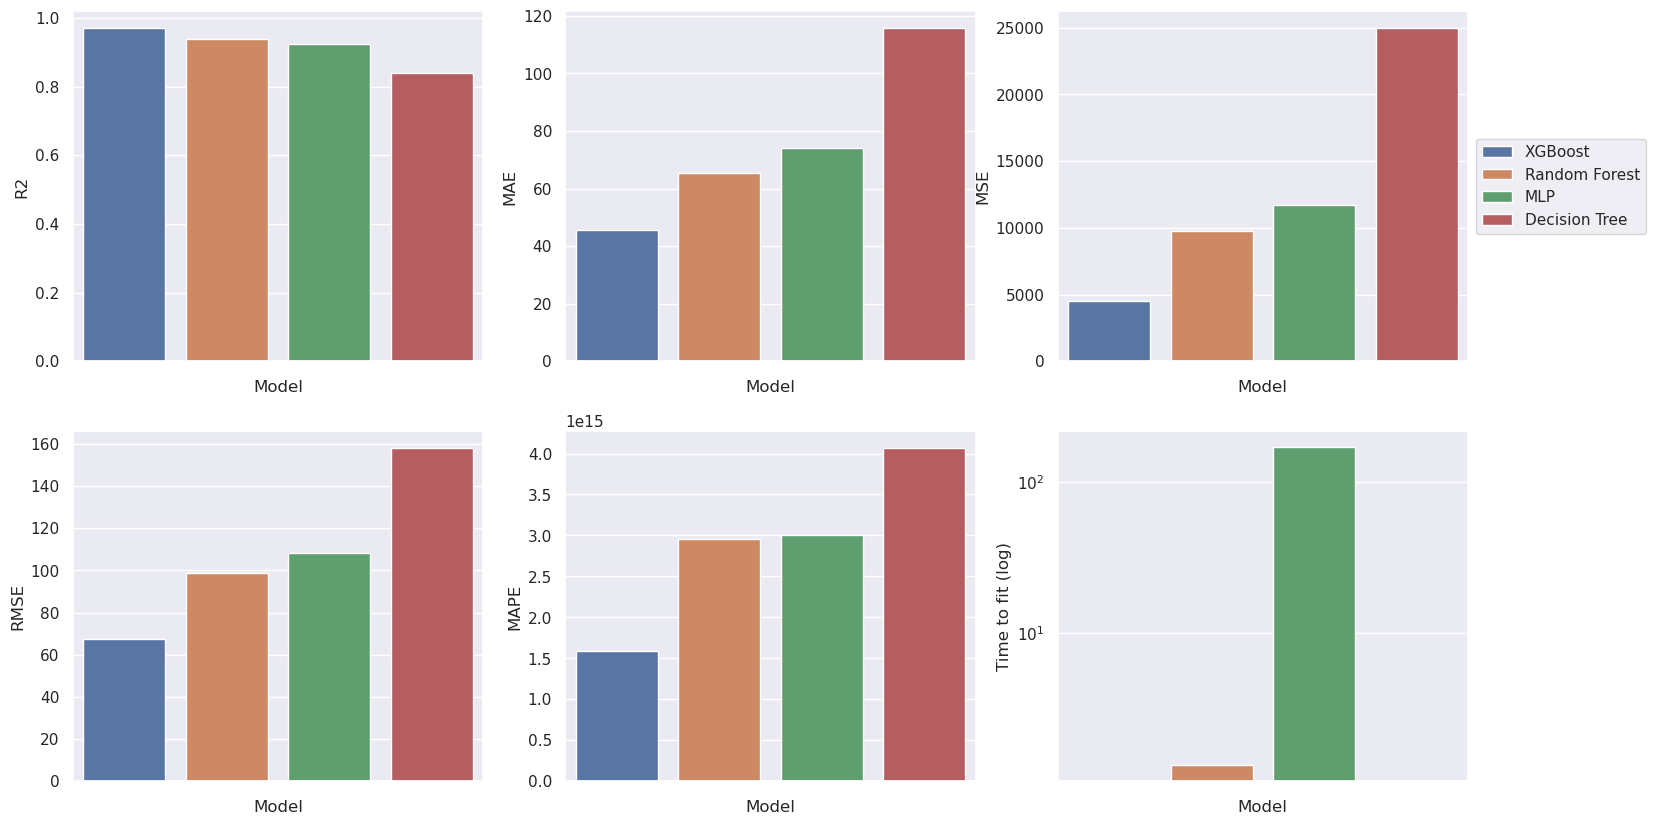 1.0
0.8
0.6
0.4
0.2
0.0
R2
Model
120
100
80
60
40
20
0
MAE
Model
25000
20000
15000
10000
5000
0
MSE
Model
XGBoost
Random Forest
MLP
Decision Tree
160
140
120
100
80
60
40
20
0
RMSE
Model
1e15
4.0
3.5
3.0
2.5
2.0
1.5
1.0
0.5
0.0
MAPE
Model
10²
10¹
Time to fit (log)
Model